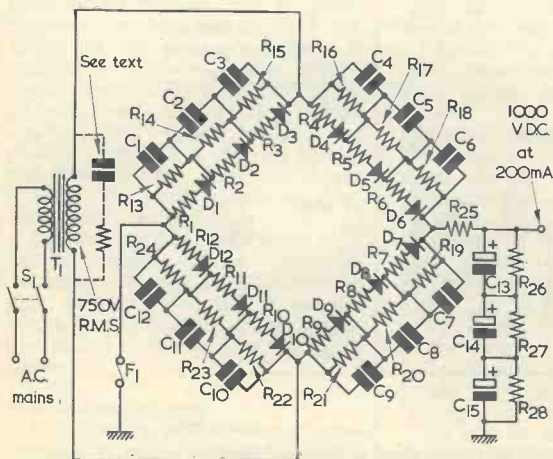 See text
C1
C2
C3
R13
R14
R15
D1
D2
D3
R1
R2
R3
C4
C5
C6
R16
R17
R18
R4
R5
R6
D4
D5
D6
1000
V D.C.
at
200mA
R25
R24
R12
R11
R10
D12
D11
D10
C12
C11
C10
R23
R22
R7
R8
R9
D7
D8
D9
R19
R20
R21
C7
C8
C9
C13
C14
C15
+
+
+
R26
R27
R28
S1
T1
750V
R.M.S
A.C.
mains
F1